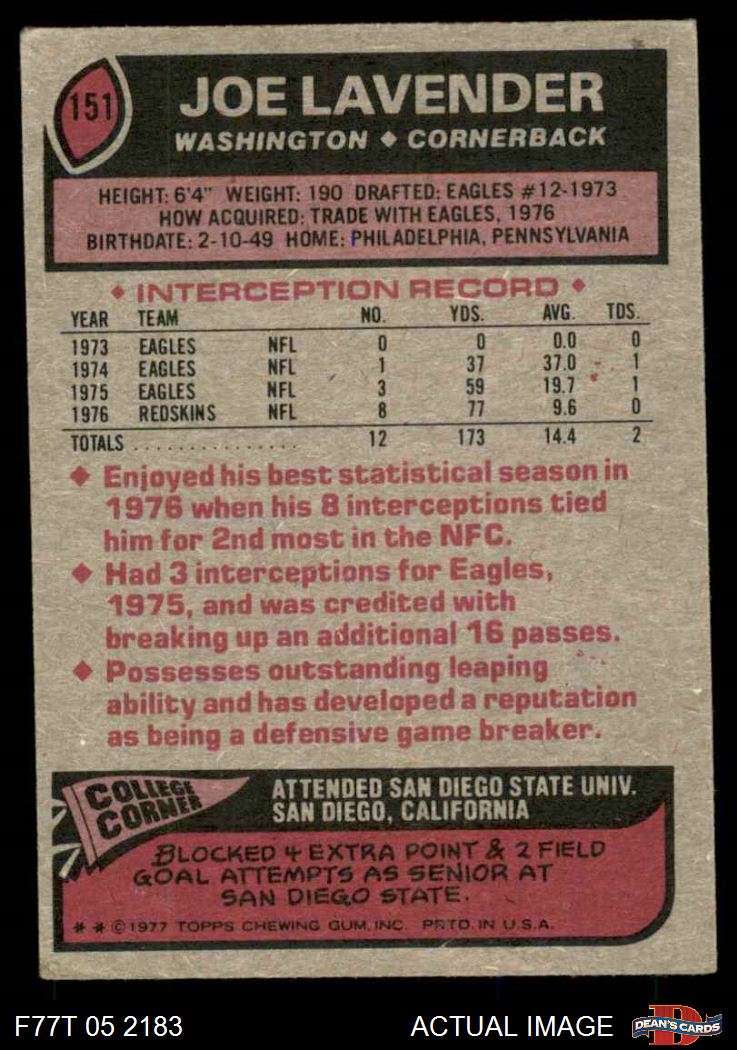 151
JOE LAVENDER
WASHINGTON ◆ CORNERBACK
HEIGHT: 6'4" WEIGHT: 190 DRAFTED: EAGLES #12-1973
HOW ACQUIRED: TRADE WITH EAGLES, 1976
BIRTHDATE: 2-10-49 HOME: PHILADELPHIA, PENNSYLVANIA
◆ INTERCEPTION RECORD ◆
YEAR TEAM NO. YDS. AVG. TDS.
1973 EAGLES NFL 0 0 0.0 0
1974 EAGLES NFL 1 37 37.0 1
1975 EAGLES NFL 3 59 19.7 1
1976 REDSKINS NFL 8 77 9.6 0
TOTALS . . . . . . . . . . . . . . . 12 173 14.4 2
◆ Enjoyed his best statistical season in
1976 when his 8 interceptions tied
him for 2nd most in the NFC.
◆ Had 3 interceptions for Eagles,
1975, and was credited with
breaking up an additional 16 passes.
◆ Possesses outstanding leaping
ability and has developed a reputation
as being a defensive game breaker.
COLLEGE
CORNER
ATTENDED SAN DIEGO STATE UNIV.
SAN DIEGO, CALIFORNIA
BLOCKED 4 EXTRA POINT & 2 FIELD
GOAL ATTEMPTS AS SENIOR AT
SAN DIEGO STATE.
* * © 1977 TOPPS CHEWING GUM, INC. PRTD. IN U.S.A.
F77T 05 2183
ACTUAL IMAGE
D
DEAN'S CARDS